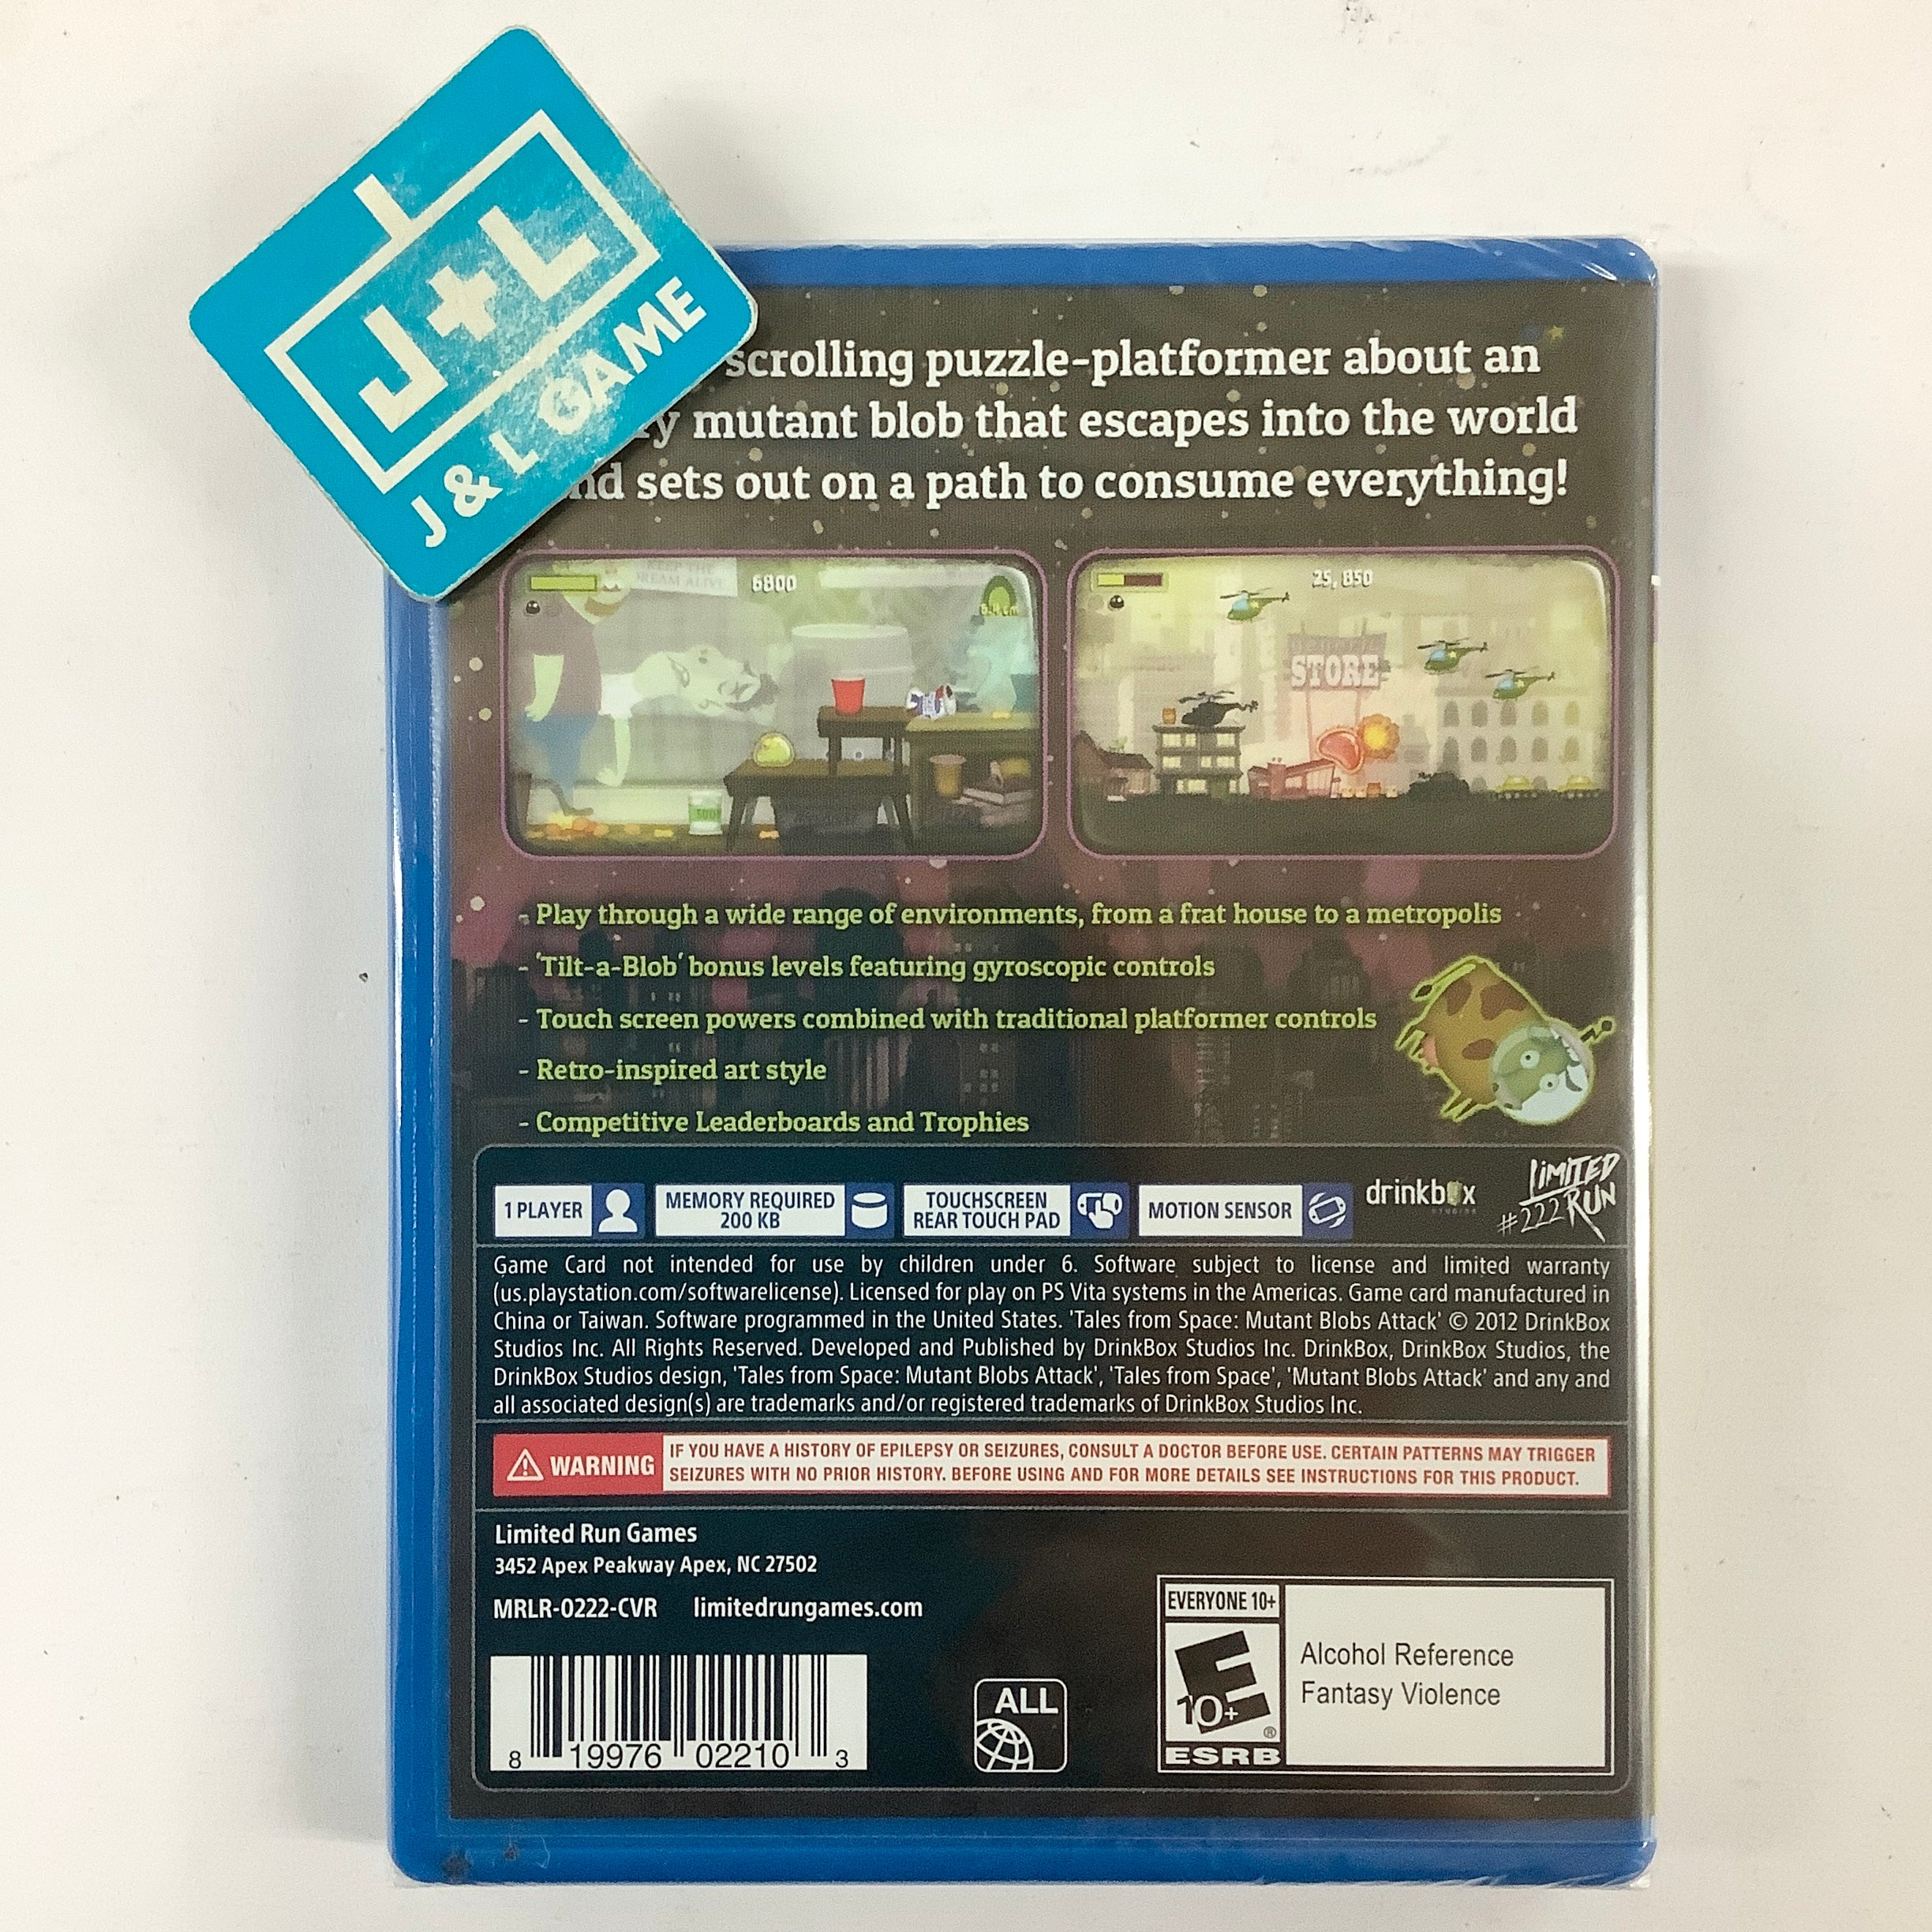 J+L
J & L GAME
scrolling puzzle-platformer about an
mutant blob that escapes into the world
sets out on a path to consume everything!
KEEP THE
DREAM ALIVE
6800
25,850
STORE
- Play through a wide range of environments, from a frat house to a metropolis
- 'Tilt-a-Blob' bonus levels featuring gyroscopic controls
- Touch screen powers combined with traditional platformer controls
- Retro-inspired art style
- Competitive Leaderboards and Trophies
1 PLAYER
MEMORY REQUIRED
200 KB
TOUCHSCREEN
REAR TOUCH PAD
MOTION SENSOR
drinkbox
STUDIOS
LIMITED
RUN
#222
Game Card not intended for use by children under 6. Software subject to license and limited warranty
(us.playstation.com/softwarelicense). Licensed for play on PS Vita systems in the Americas. Game card manufactured in
China or Taiwan. Software programmed in the United States. 'Tales from Space: Mutant Blobs Attack' © 2012 DrinkBox
Studios Inc. All Rights Reserved. Developed and Published by DrinkBox Studios Inc. DrinkBox, DrinkBox Studios, the
DrinkBox Studios design, 'Tales from Space: Mutant Blobs Attack', 'Tales from Space', 'Mutant Blobs Attack' and any and
all associated design(s) are trademarks and/or registered trademarks of DrinkBox Studios Inc.
WARNING
IF YOU HAVE A HISTORY OF EPILEPSY OR SEIZURES, CONSULT A DOCTOR BEFORE USE. CERTAIN PATTERNS MAY TRIGGER
SEIZURES WITH NO PRIOR HISTORY. BEFORE USING AND FOR MORE DETAILS SEE INSTRUCTIONS FOR THIS PRODUCT.
Limited Run Games
3452 Apex Peakway Apex, NC 27502
MRLR-0222-CVR limitedrungames.com
8 19976 02210 3
ALL
EVERYONE 10+
E
10+
®
ESRB
Alcohol Reference
Fantasy Violence